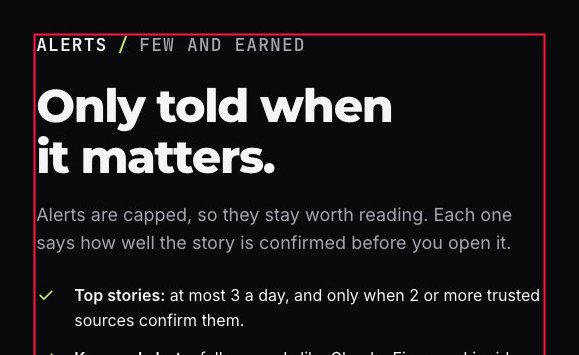 ALERTS / FEW AND EARNED
Only told when
it matters.
Alerts are capped, so they stay worth reading. Each one
says how well the story is confirmed before you open it.
Top stories: at most 3 a day, and only when 2 or more trusted
sources confirm them.